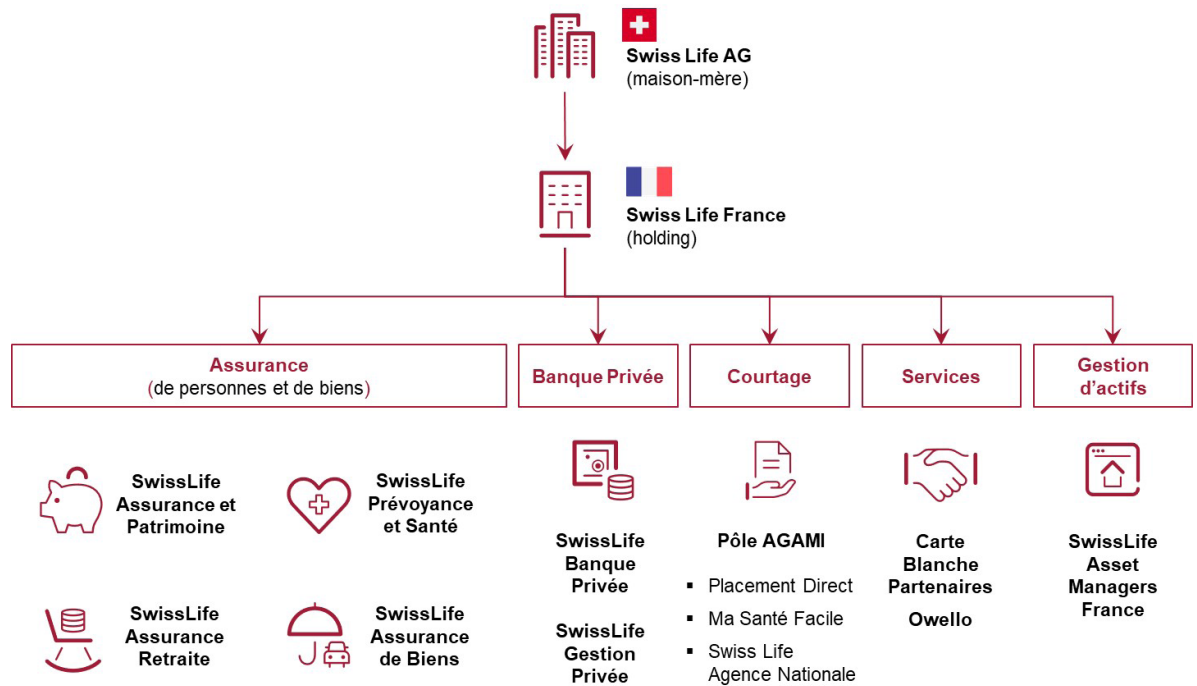 Swiss Life AG
(maison-mère)
Swiss Life France
(holding)
Assurance
(de personnes et de biens)
Banque Privée
Courtage
Services
Gestion
d'actifs
SwissLife
Assurance et
Patrimoine
SwissLife
Prévoyance
et Santé
SwissLife
Assurance
Retraite
SwissLife
Assurance
de Biens
SwissLife
Banque
Privée
SwissLife
Gestion
Privée
Pôle AGAMI
▪ Placement Direct
▪ Ma Santé Facile
▪ Swiss Life
Agence Nationale
Carte
Blanche
Partenaires
Owello
SwissLife
Asset
Managers
France